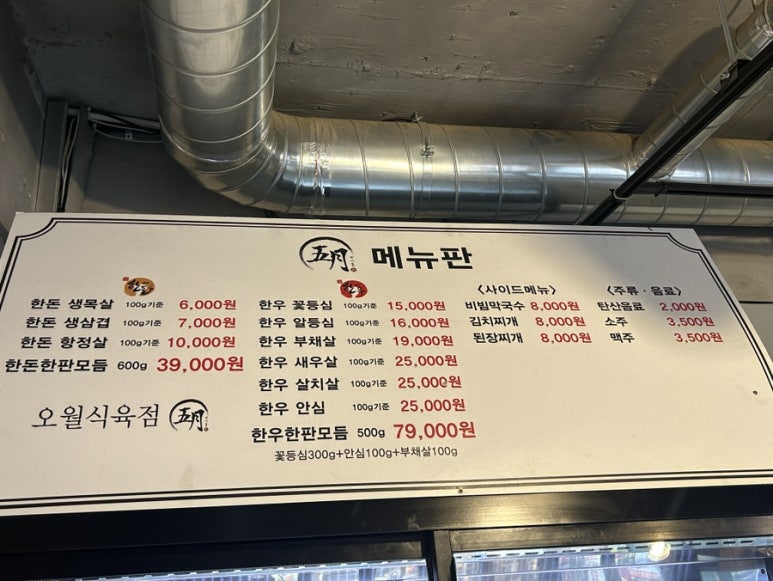 五月 메뉴판
한돈
한돈 생목살 100g기준 6,000원
한돈 생삼겹 100g기준 7,000원
한돈 항정살 100g기준 10,000원
한돈한판모듬 600g 39,000원
오월식육점 五月
한우 꽃등심 100g기준 15,000원
한우 알등심 100g기준 16,000원
한우 부채살 100g기준 19,000원
한우 새우살 100g기준 25,000원
한우 살치살 100g기준 25,000원
한우 안심 100g기준 25,000원
한우한판모듬 500g 79,000원
꽃등심300g+안심100g+부채살100g
〈사이드메뉴〉
비빔막국수 8,000원
김치찌개 8,000원
된장찌개 8,000원
〈주류 · 음료〉
탄산음료 2,000원
소주 3,500원
맥주 3,500원